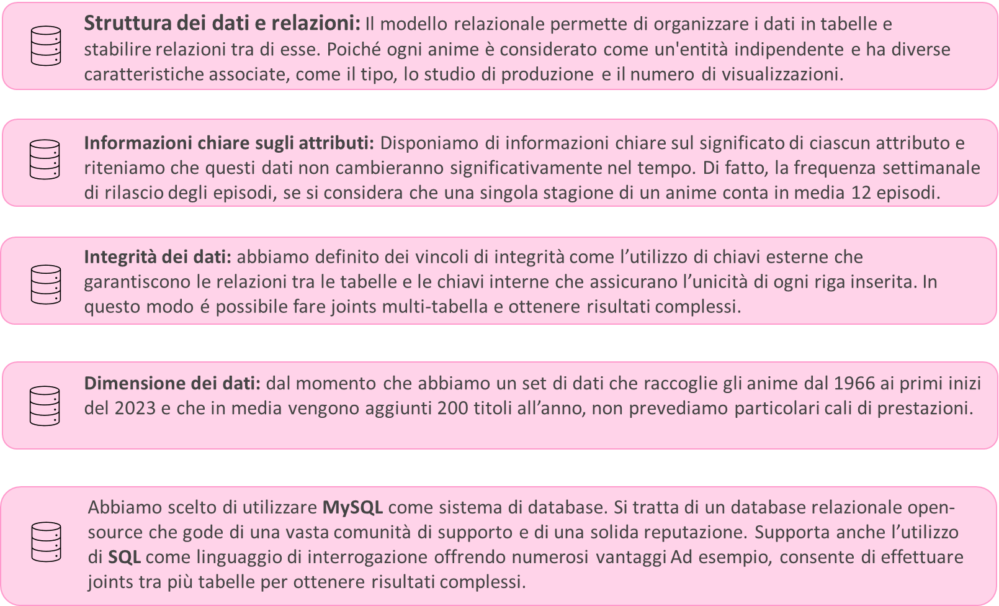 Struttura dei dati e relazioni: Il modello relazionale permette di organizzare i dati in tabelle e
stabilire relazioni tra di esse. Poiché ogni anime è considerato come un'entità indipendente e ha diverse
caratteristiche associate, come il tipo, lo studio di produzione e il numero di visualizzazioni.
Informazioni chiare sugli attributi: Disponiamo di informazioni chiare sul significato di ciascun attributo e
riteniamo che questi dati non cambieranno significativamente nel tempo. Di fatto, la frequenza settimanale
di rilascio degli episodi, se si considera che una singola stagione di un anime conta in media 12 episodi.
Integrità dei dati: abbiamo definito dei vincoli di integrità come l’utilizzo di chiavi esterne che
garantiscono le relazioni tra le tabelle e le chiavi interne che assicurano l’unicità di ogni riga inserita. In
questo modo é possibile fare joints multi-tabella e ottenere risultati complessi.
Dimensione dei dati: dal momento che abbiamo un set di dati che raccoglie gli anime dal 1966 ai primi inizi
del 2023 e che in media vengono aggiunti 200 titoli all’anno, non prevediamo particolari cali di prestazioni.
Abbiamo scelto di utilizzare MySQL come sistema di database. Si tratta di un database relazionale open-
source che gode di una vasta comunità di supporto e di una solida reputazione. Supporta anche l’utilizzo
di SQL come linguaggio di interrogazione offrendo numerosi vantaggi Ad esempio, consente di effettuare
joints tra più tabelle per ottenere risultati complessi.